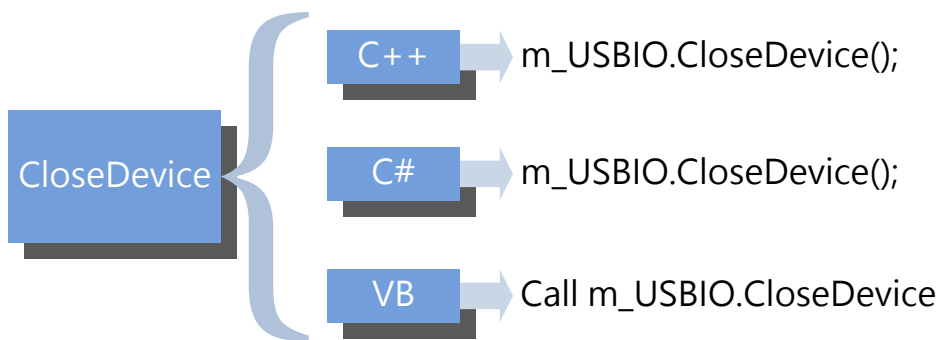 CloseDevice
C++ m_USBIO.CloseDevice();
C# m_USBIO.CloseDevice();
VB Call m_USBIO.CloseDevice